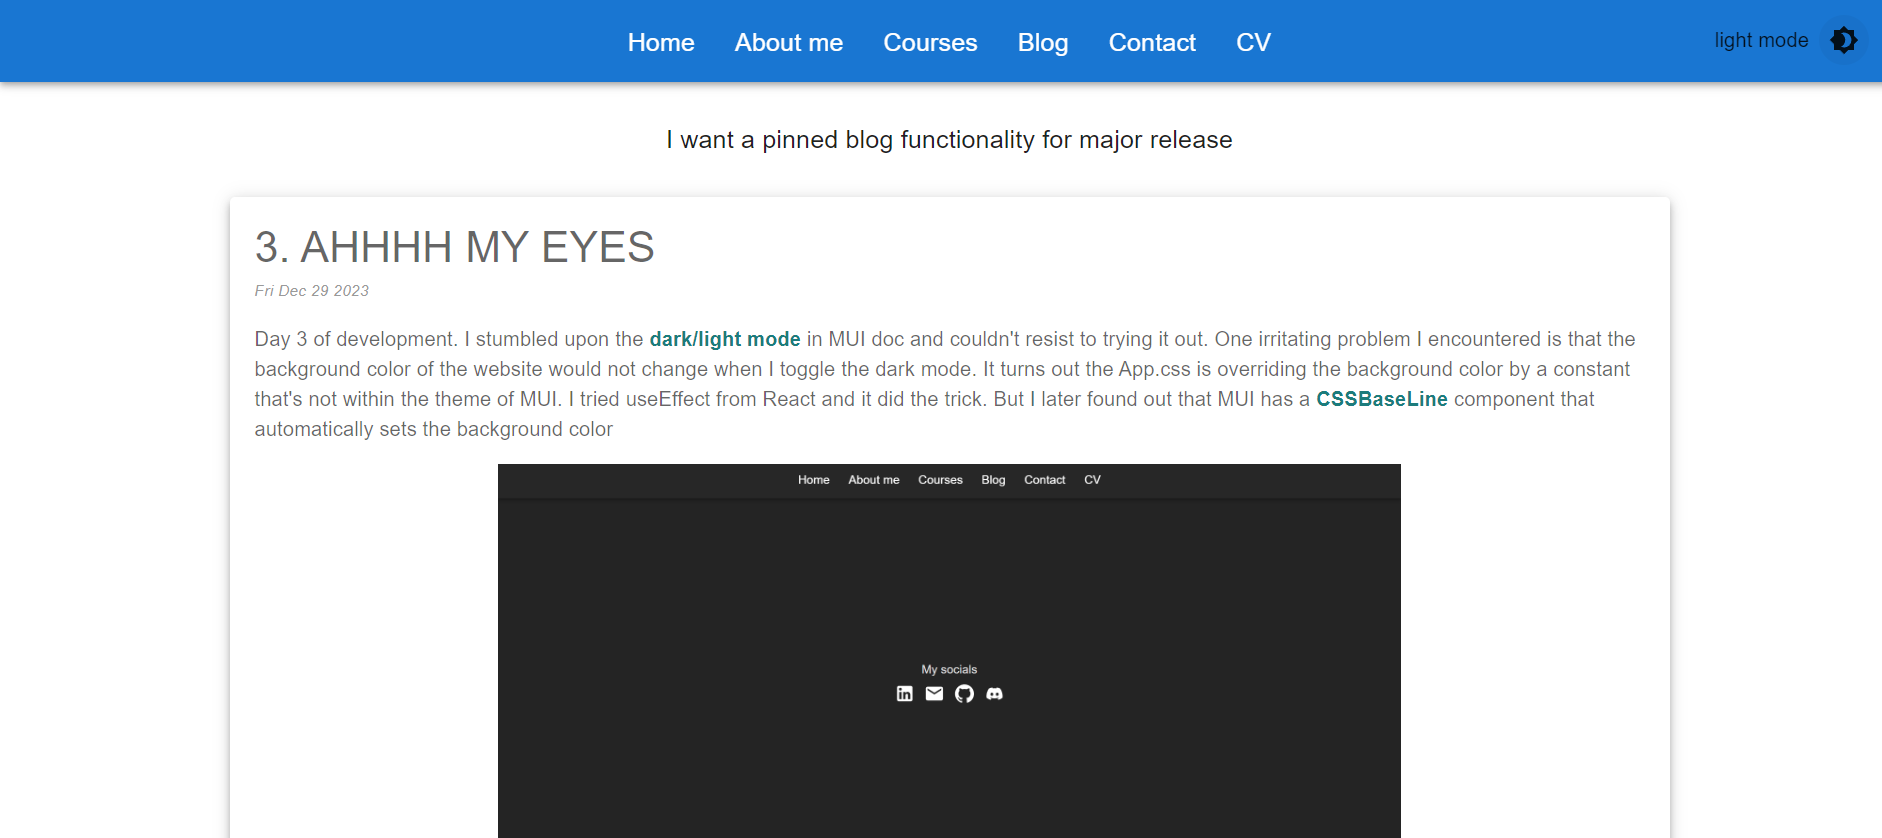 Home About me Courses Blog Contact CV light mode
I want a pinned blog functionality for major release
3. AHHHH MY EYES
Fri Dec 29 2023
Day 3 of development. I stumbled upon the dark/light mode in MUI doc and couldn't resist to trying it out. One irritating problem I encountered is that the
background color of the website would not change when I toggle the dark mode. It turns out the App.css is overriding the background color by a constant
that's not within the theme of MUI. I tried useEffect from React and it did the trick. But I later found out that MUI has a CSSBaseLine component that
automatically sets the background color
Home About me Courses Blog Contact CV
My socials
in